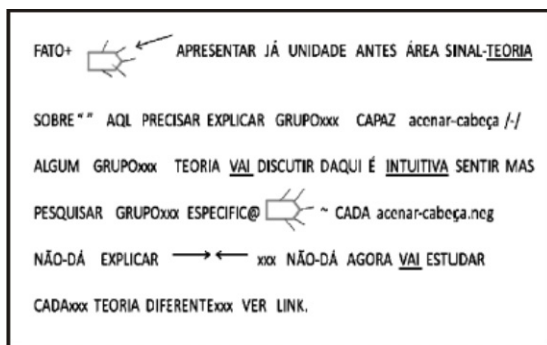 FATO+ APRESENTAR JÁ UNIDADE ANTES ÁREA SINAL-TEORIA
SOBRE“ ” AQL PRECISAR EXPLICAR GRUPOxxx CAPAZ acenar-cabeça /-/
ALGUM GRUPOxxx TEORIA VAI DISCUTIR DAQUI É INTUITIVA SENTIR MAS
PESQUISAR GRUPOxxx ESPECIFIC@ ~ CADA acenar-cabeça.neg
NÃO-DÁ EXPLICAR → ← xxx NÃO-DÁ AGORA VAI ESTUDAR
CADAxxx TEORIA DIFERENTExxx VER LINK.